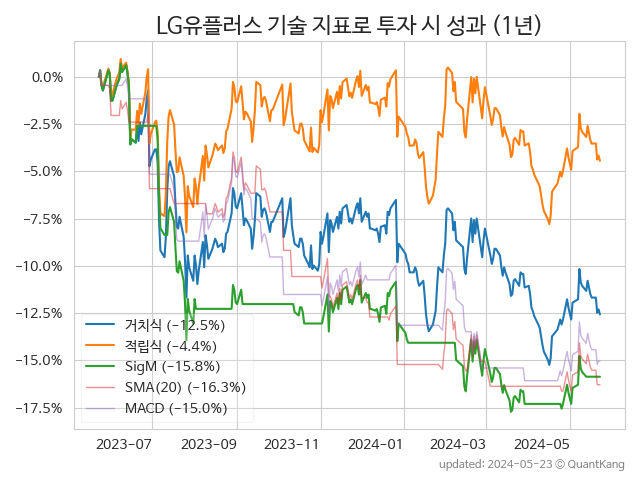 LG유플러스 기술 지표로 투자 시 성과 (1년)
0.0%
−2.5%
−5.0%
−7.5%
−10.0%
−12.5%
−15.0%
−17.5%
거치식 (−12.5%)
적립식 (−4.4%)
SigM (−15.8%)
SMA(20) (−16.3%)
MACD (−15.0%)
2023−07 2023−09 2023−11 2024−01 2024−03 2024−05
updated: 2024-05-23 ⓒ QuantKang